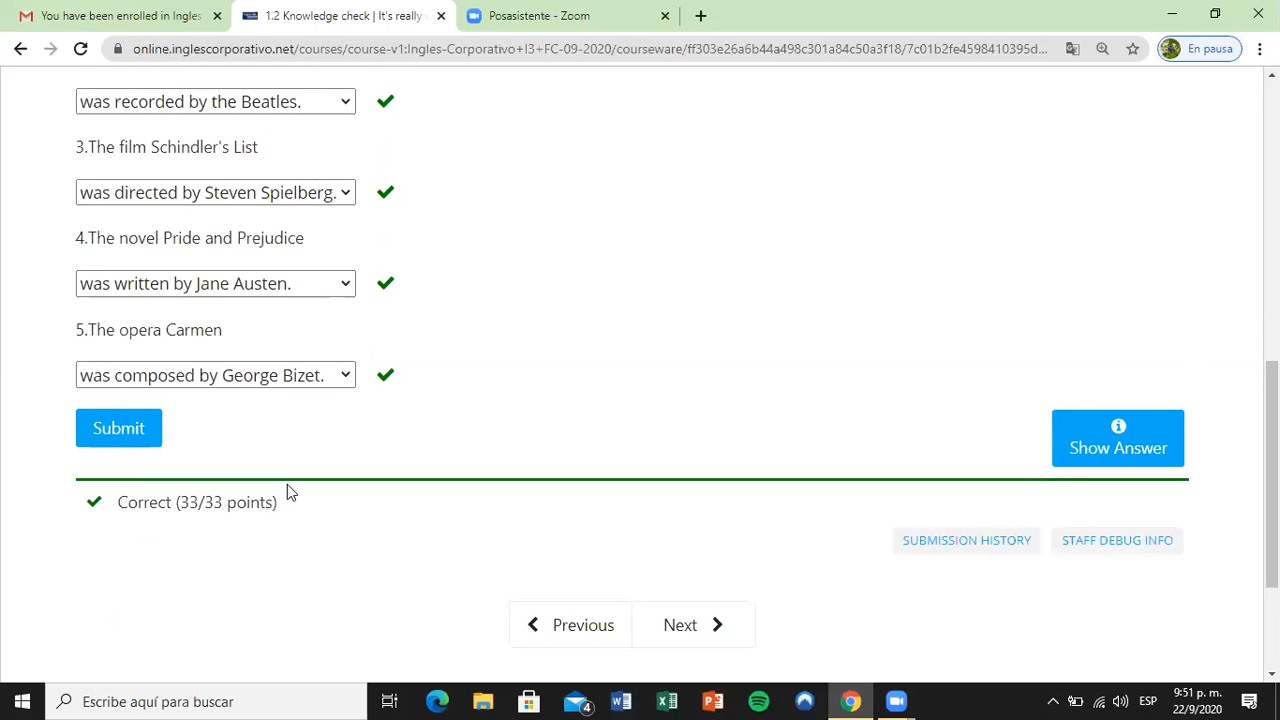 You have been enrolled in Ingles
1.2 Knowledge check | It's really
Posasistente - Zoom
online.inglescorporativo.net/courses/course-v1:Ingles-Corporativo+I3+FC-09-2020/courseware/ff303e26a6b44a498c301a84c50a3f18/7c01b2fe4598410395d...
En pausa
was recorded by the Beatles.
3.The film Schindler's List
was directed by Steven Spielberg.
4.The novel Pride and Prejudice
was written by Jane Austen.
5.The opera Carmen
was composed by George Bizet.
Submit
Show Answer
Correct (33/33 points)
SUBMISSION HISTORY
STAFF DEBUG INFO
Previous
Next
Escribe aquí para buscar
4
ESP
9:51 p. m.
22/9/2020